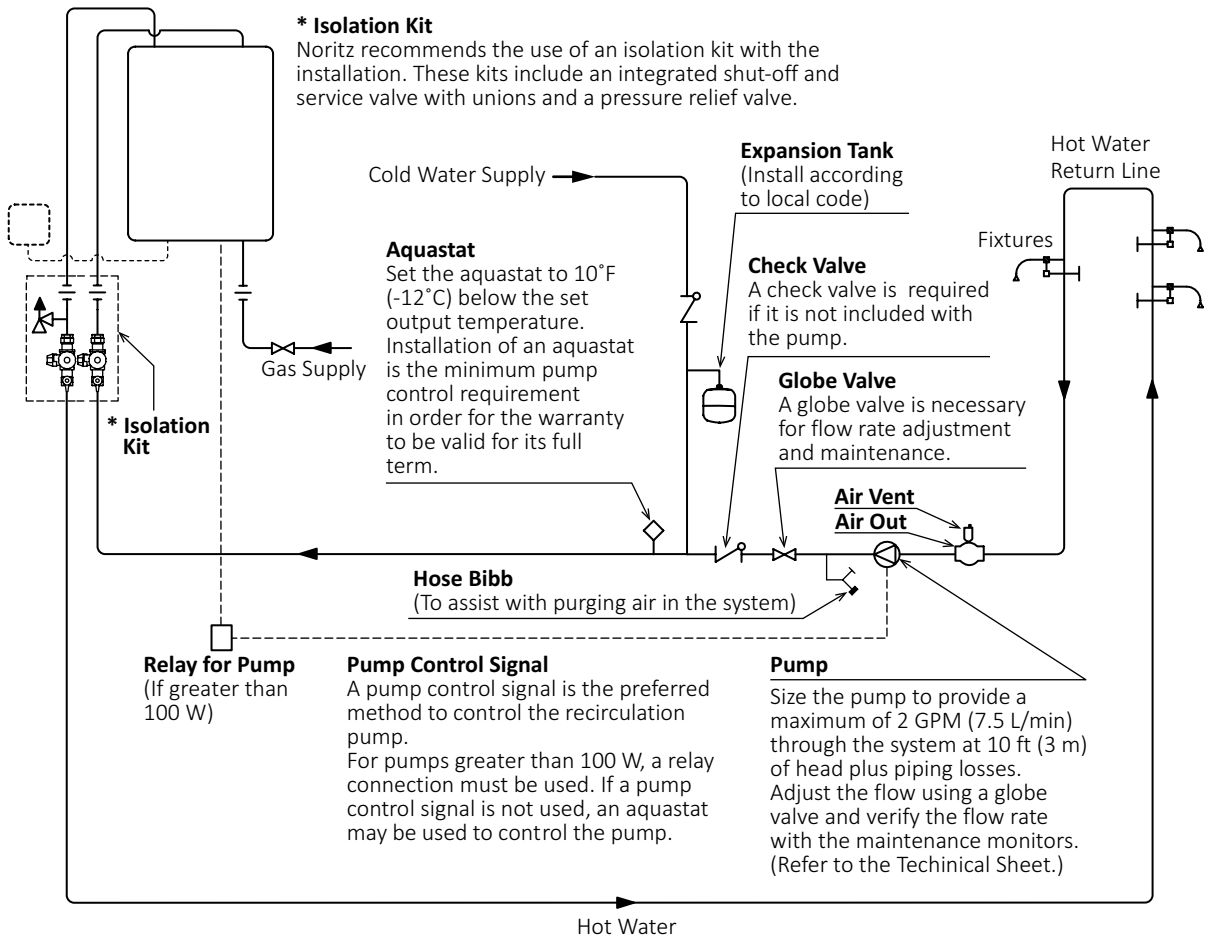 * Isolation Kit
Noritz recommends the use of an isolation kit with the
installation. These kits include an integrated shut-off and
service valve with unions and a pressure relief valve.
Cold Water Supply
Expansion Tank
(Install according
to local code)
Hot Water
Return Line
Fixtures
Aquastat
Set the aquastat to 10˚F
(-12˚C) below the set
output temperature.
Installation of an aquastat
is the minimum pump
control requirement
in order for the warranty
to be valid for its full
term.
Check Valve
A check valve is  required
if it is not included with
the pump.
Gas Supply
Globe Valve
A globe valve is necessary
for flow rate adjustment
and maintenance.
* Isolation
Kit
Air Vent
Air Out
Hose Bibb
(To assist with purging air in the system)
Relay for Pump
(If greater than
100 W)
Pump Control Signal
A pump control signal is the preferred
method to control the recirculation
pump.
For pumps greater than 100 W, a relay
connection must be used. If a pump
control signal is not used, an aquastat
may be used to control the pump.
Pump
Size the pump to provide a
maximum of 2 GPM (7.5 L/min)
through the system at 10 ft (3 m)
of head plus piping losses.
Adjust the flow using a globe
valve and verify the flow rate
with the maintenance monitors.
(Refer to the Techinical Sheet.)
Hot Water